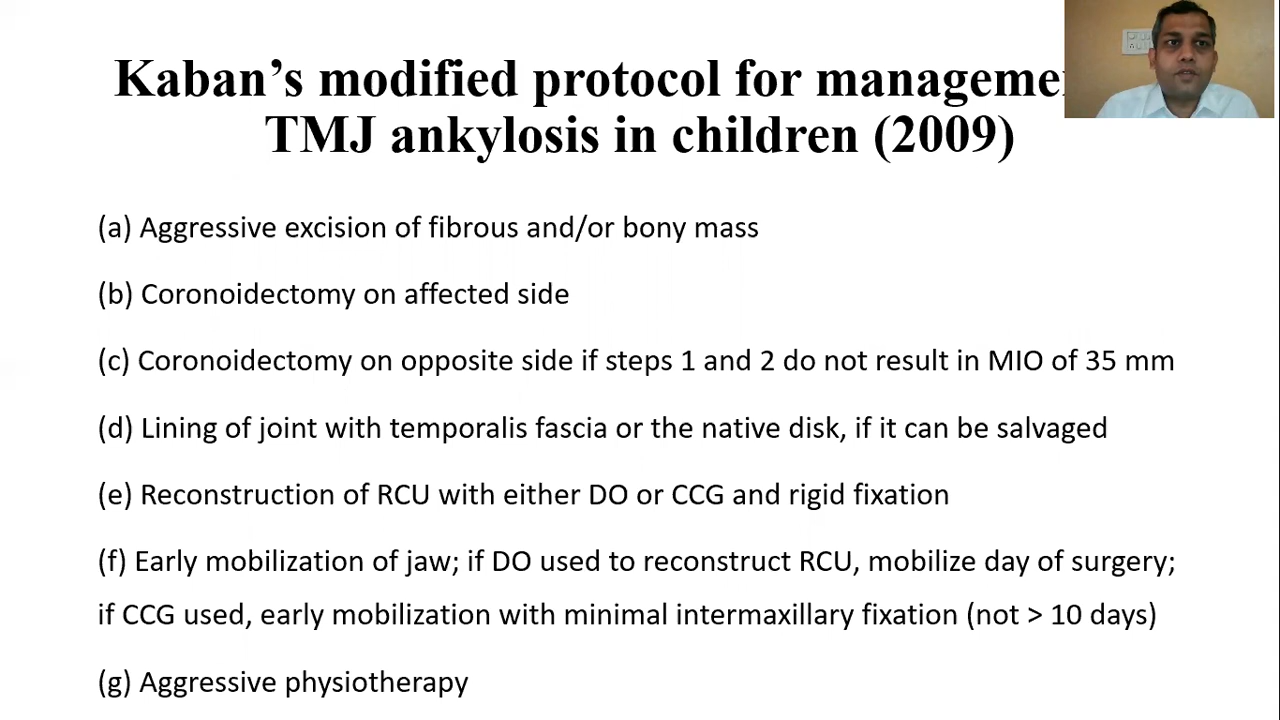 Kaban’s modified protocol for manageme
TMJ ankylosis in children (2009)
(a) Aggressive excision of fibrous and/or bony mass
(b) Coronoidectomy on affected side
(c) Coronoidectomy on opposite side if steps 1 and 2 do not result in MIO of 35 mm
(d) Lining of joint with temporalis fascia or the native disk, if it can be salvaged
(e) Reconstruction of RCU with either DO or CCG and rigid fixation
(f) Early mobilization of jaw; if DO used to reconstruct RCU, mobilize day of surgery;
if CCG used, early mobilization with minimal intermaxillary fixation (not > 10 days)
(g) Aggressive physiotherapy